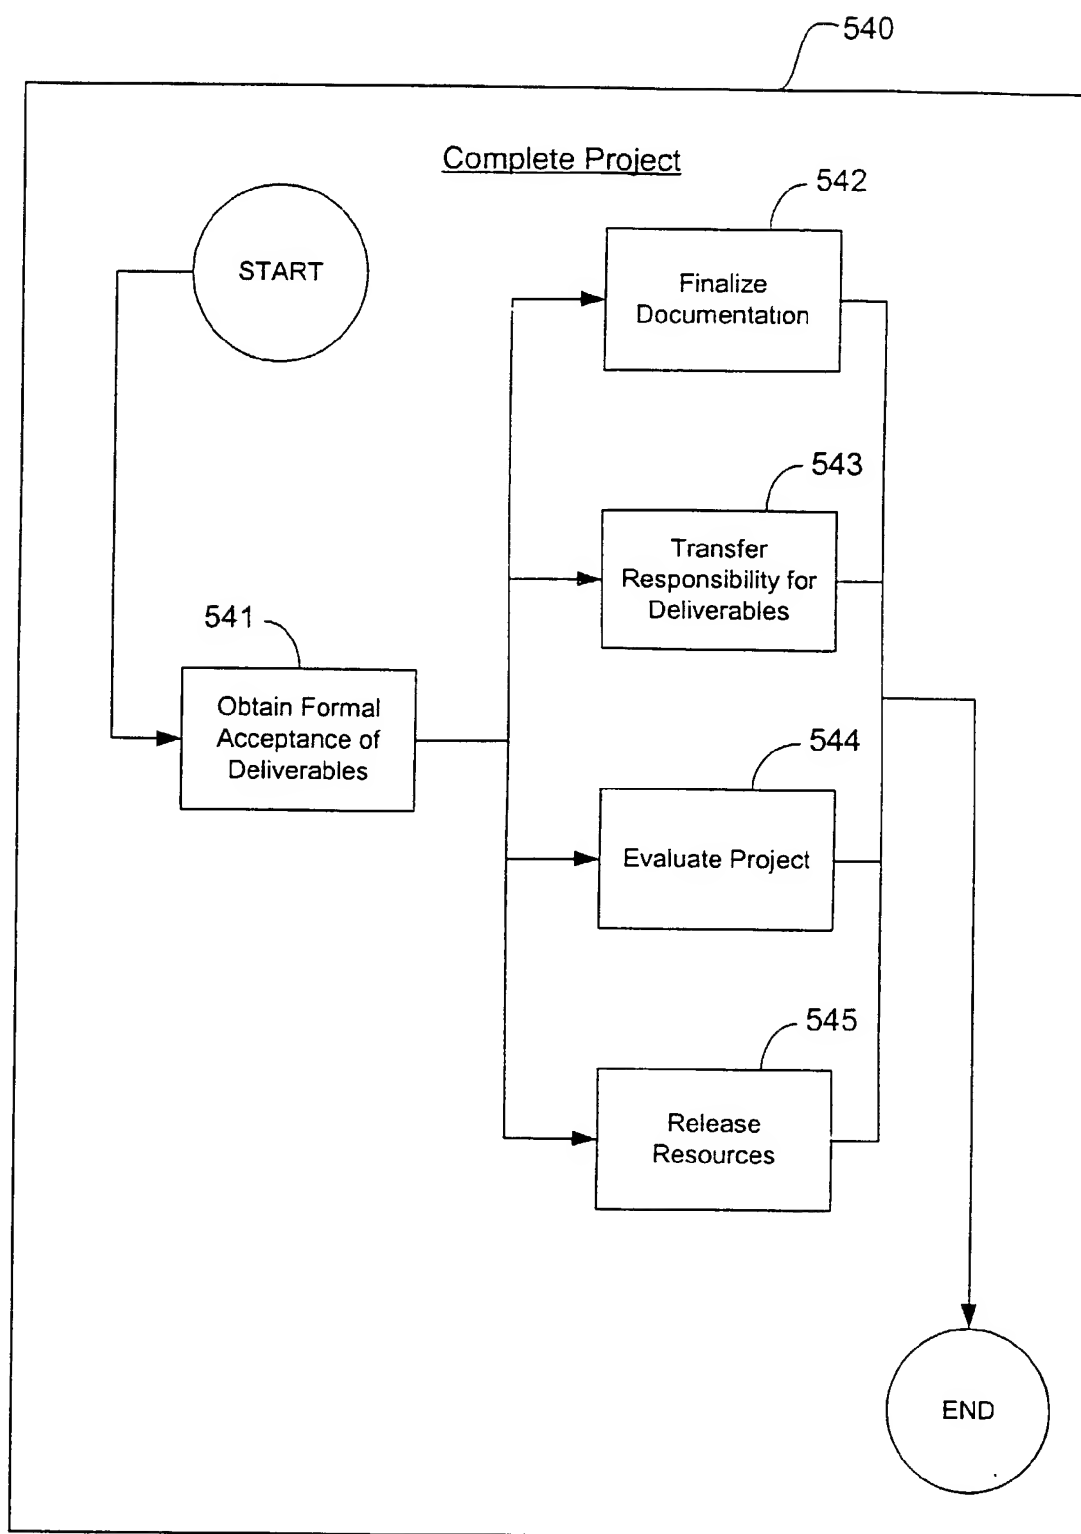 540
Complete Project
START
542
Finalize
Documentation
543
Transfer
Responsibility for
Deliverables
541
Obtain Formal
Acceptance of
Deliverables
544
Evaluate Project
545
Release
Resources
END